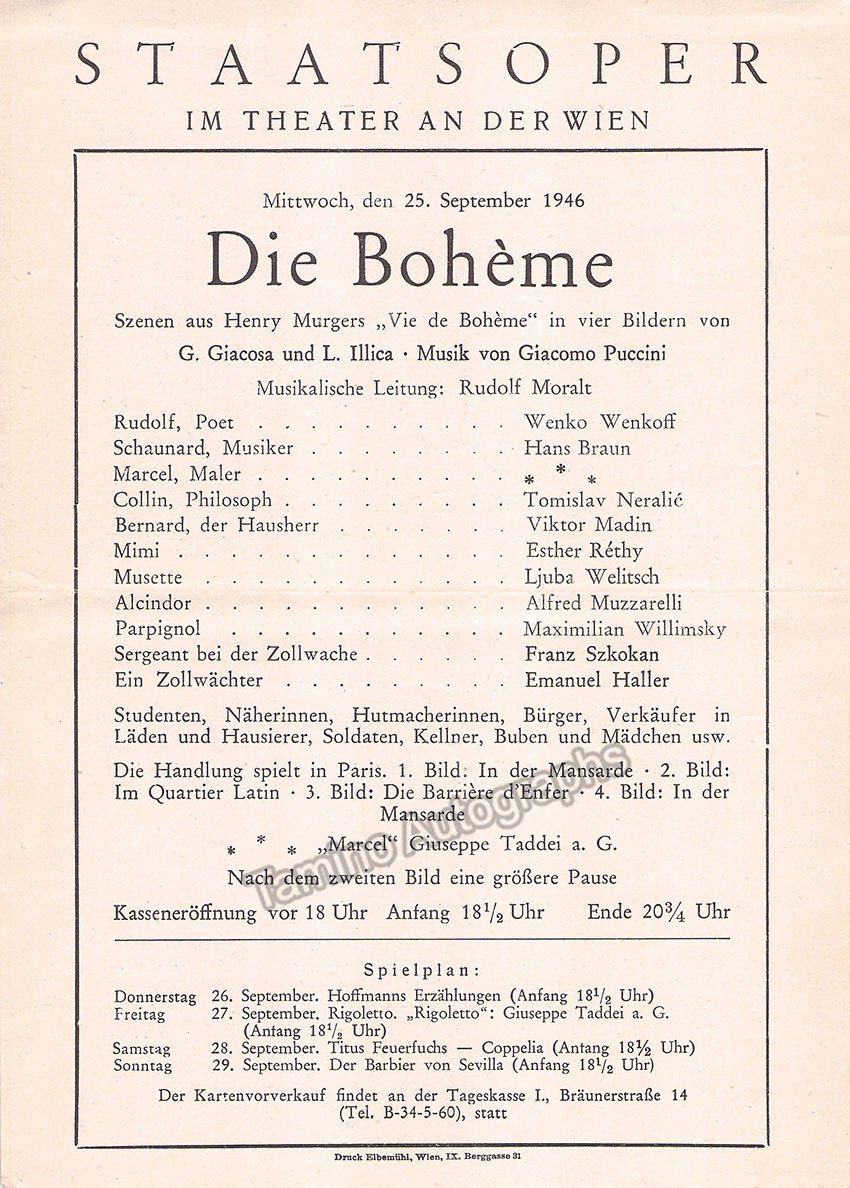 STAATSOPER
IM THEATER AN DER WIEN
Mittwoch, den 25. September 1946
Die Bohème
Szenen aus Henry Murgers „Vie de Bohème“ in vier Bildern von
G. Giacosa und L. Illica · Musik von Giacomo Puccini
Musikalische Leitung: Rudolf Moralt
Rudolf, Poet . . . . . . . . . . Wenko Wenkoff
Schaunard, Musiker . . . . . . . . Hans Braun
Marcel, Maler . . . . . . . . . . * * *
Collin, Philosoph . . . . . . . . . Tomislav Neralić
Bernard, der Hausherr . . . . . . . Viktor Madin
Mimi . . . . . . . . . . . . . Esther Réthy
Musette . . . . . . . . . . . . Ljuba Welitsch
Alcindor . . . . . . . . . . . . Alfred Muzzarelli
Parpignol . . . . . . . . . . . Maximilian Willimsky
Sergeant bei der Zollwache . . . . . . Franz Szkokan
Ein Zollwächter . . . . . . . . . Emanuel Haller
Studenten, Näherinnen, Hutmacherinnen, Bürger, Verkäufer in
Läden und Hausierer, Soldaten, Kellner, Buben und Mädchen usw.
Die Handlung spielt in Paris. 1. Bild: In der Mansarde · 2. Bild:
Im Quartier Latin · 3. Bild: Die Barrière d'Enfer · 4. Bild: In der
Mansarde
* * * „Marcel“ Giuseppe Taddei a. G.
Nach dem zweiten Bild eine größere Pause
Kasseneröffnung vor 18 Uhr Anfang 18½ Uhr Ende 20¾ Uhr
Spielplan:
Donnerstag 26. September. Hoffmanns Erzählungen (Anfang 18½ Uhr)
Freitag 27. September. Rigoletto. „Rigoletto“: Giuseppe Taddei a. G.
(Anfang 18½ Uhr)
Samstag 28. September. Titus Feuerfuchs — Coppelia (Anfang 18½ Uhr)
Sonntag 29. September. Der Barbier von Sevilla (Anfang 18½ Uhr)
Der Kartenvorverkauf findet an der Tageskasse I., Bräunerstraße 14
(Tel. B-34-5-60), statt
Druck Elbemühl, Wien, IX. Berggasse 31
Tamino Autographs